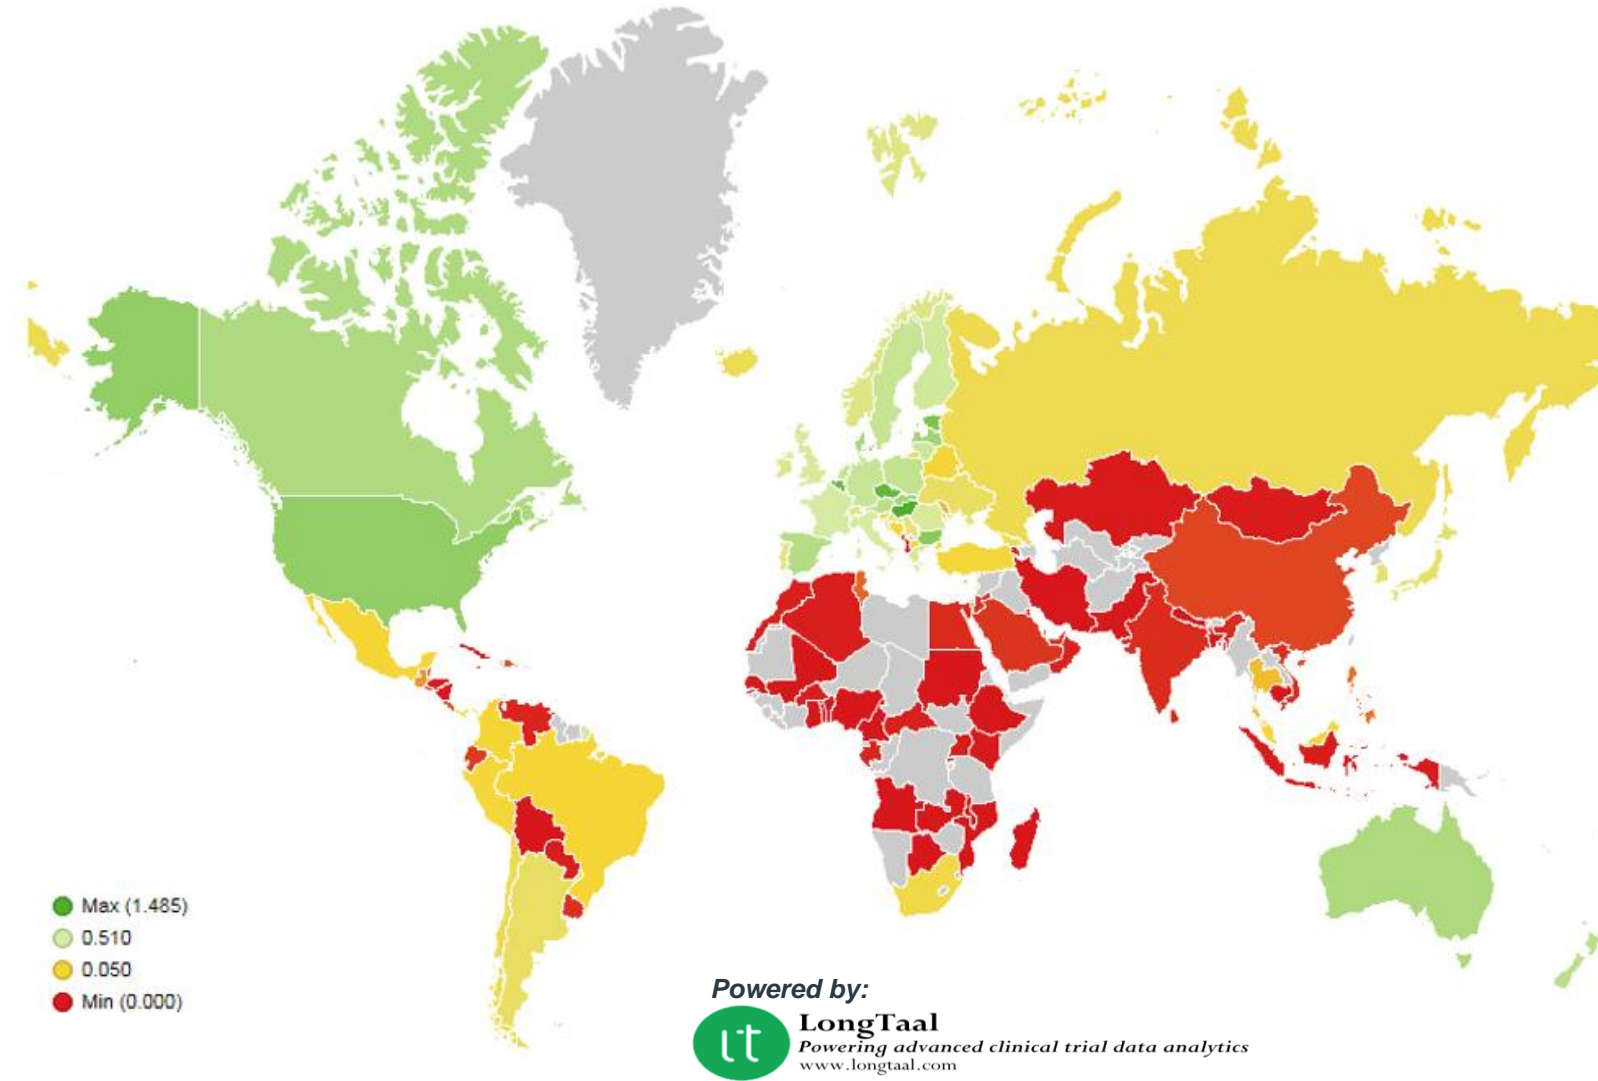 Max (1.485)
0.510
0.050
Min (0.000)
Powered by:
lt
LongTaal
Powering advanced clinical trial data analytics
www.longtaal.com